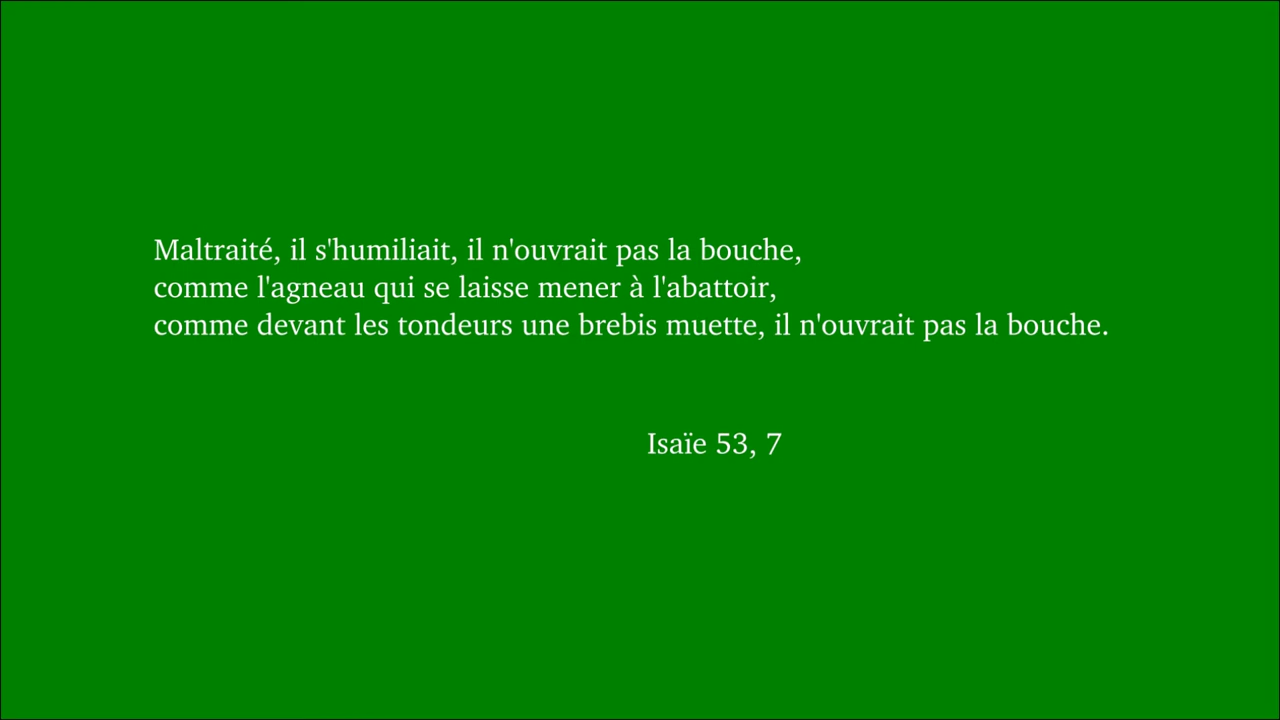 Maltraité, il s'humiliait, il n'ouvrait pas la bouche,
comme l'agneau qui se laisse mener à l'abattoir,
comme devant les tondeurs une brebis muette, il n'ouvrait pas la bouche.
Isaïe 53, 7